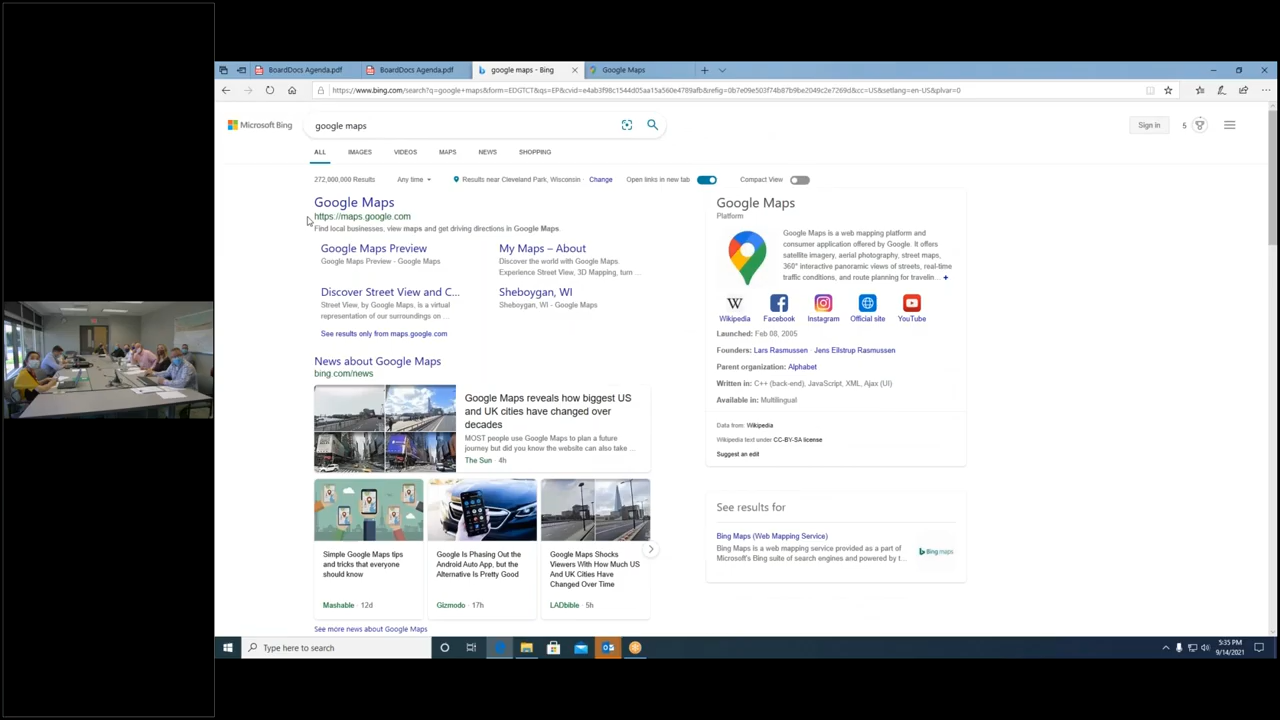 BoardDocs Agenda.pdf
BoardDocs Agenda.pdf
google maps - Bing
Google Maps
Microsoft Bing
google maps
Sign in
5
ALL
IMAGES
VIDEOS
MAPS
NEWS
SHOPPING
272,000,000 Results
Any time
Results near Cleveland Park, Wisconsin · Change
Open links in new tab
Compact View
Google Maps
https://maps.google.com
Find local businesses, view maps and get driving directions in Google Maps.
Google Maps Preview
Google Maps Preview - Google Maps
My Maps – About
Discover the world with Google Maps.
Experience Street View, 3D Mapping, turn ...
Discover Street View and C...
Street View, by Google Maps, is a virtual
representation of our surroundings on ...
Sheboygan, WI
Sheboygan, WI - Google Maps
See results only from maps.google.com
News about Google Maps
bing.com/news
Google Maps reveals how biggest US
and UK cities have changed over
decades
MOST people use Google Maps to plan a future
journey but did you know the website can also take ...
The Sun · 4h
Simple Google Maps tips
and tricks that everyone
should know
Mashable · 12d
Google Is Phasing Out the
Android Auto App, but the
Alternative Is Pretty Good
Gizmodo · 17h
Google Maps Shocks
Viewers With How Much US
And UK Cities Have
Changed Over Time
LADbible · 5h
See more news about Google Maps
Google Maps
Platform
Google Maps is a web mapping platform and
consumer application offered by Google. It offers
satellite imagery, aerial photography, street maps,
360° interactive panoramic views of streets, real-time
traffic conditions, and route planning for travelin...
W
Wikipedia
Facebook
Instagram
Official site
YouTube
Launched: Feb 08, 2005
Founders: Lars Rasmussen Jens Eilstrup Rasmussen
Parent organization: Alphabet
Written in: C++ (back-end), JavaScript, XML, Ajax (UI)
Available in: Multilingual
Data from: Wikipedia
Wikipedia text under CC-BY-SA license
Suggest an edit
See results for
Bing Maps (Web Mapping Service)
Bing Maps is a web mapping service provided as a part of
Microsoft's Bing suite of search engines and powered by t...
Bing maps
Type here to search
5:35 PM
9/14/2021